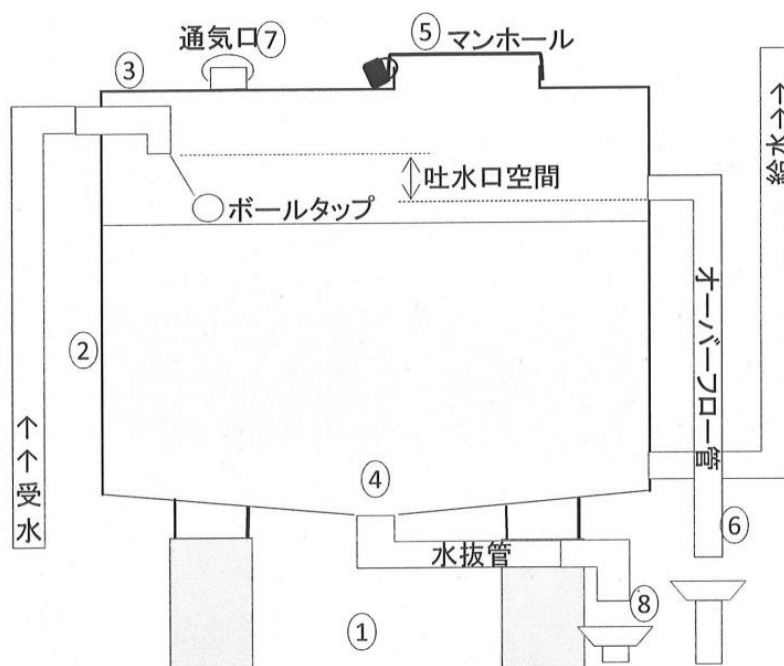 通気口⑦
⑤マンホール
③
給水→→
吐水口空間
ボールタップ
オーバーフロー管
②
→→受水
④
⑥
水抜管
⑧
①